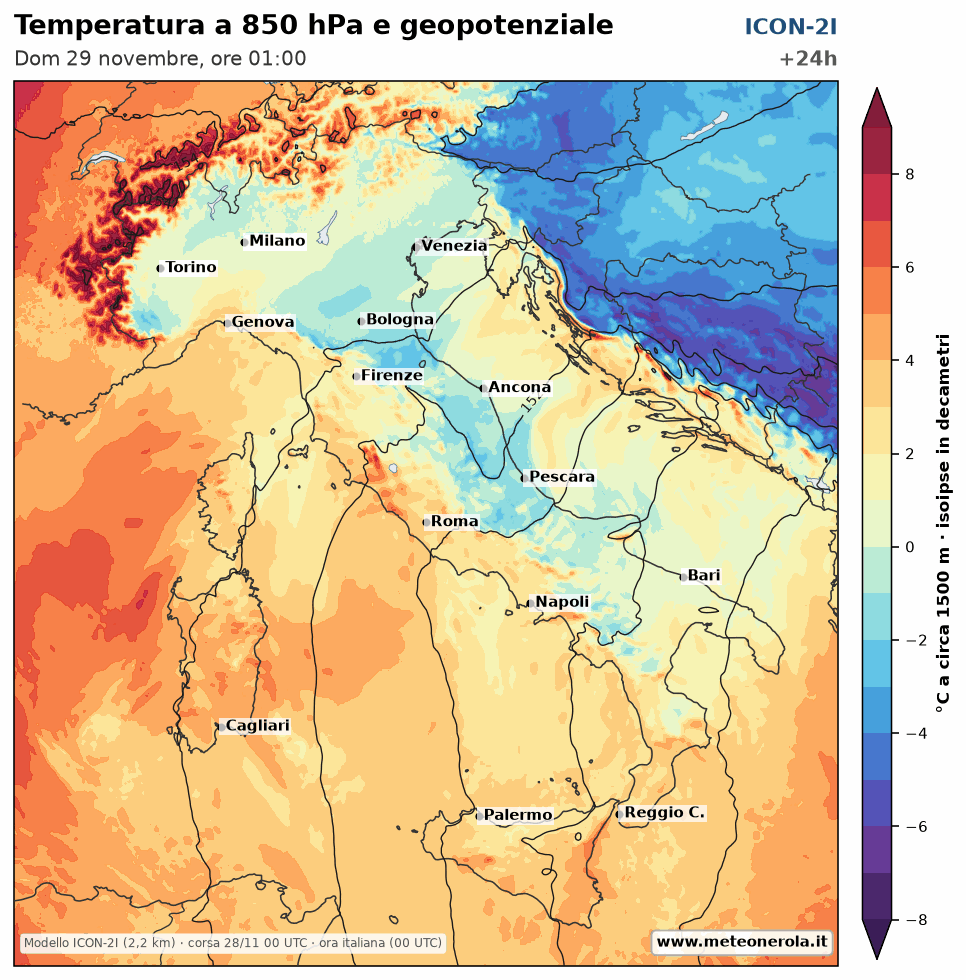 Temperatura a 850 hPa e geopotenziale
ICON-2I
Dom 29 novembre, ore 01:00
+24h
Milano
Venezia
Torino
Genova
Bologna
Firenze
Ancona
Pescara
Roma
Bari
Napoli
Cagliari
Palermo
Reggio C.
8
6
4
2
0
−2
−4
−6
−8
°C a circa 1500 m · isoipse in decametri
Modello ICON-2I (2,2 km) · corsa 28/11 00 UTC · ora italiana (00 UTC)
www.meteonerola.it